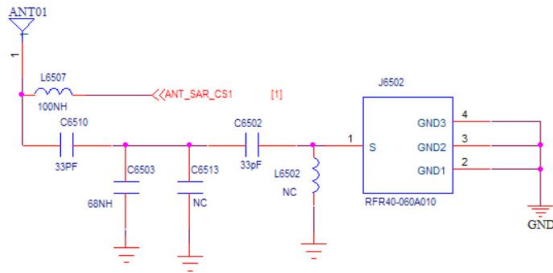 ANT01
1
L6507
100NH
ANT_SAR_CS1
[1]
C6510
33PF
C6503
68NH
C6513
NC
C6502
33pF
L6502
NC
J6502
1
S
GND3
4
GND2
3
GND1
2
RFR40-060A010
GND